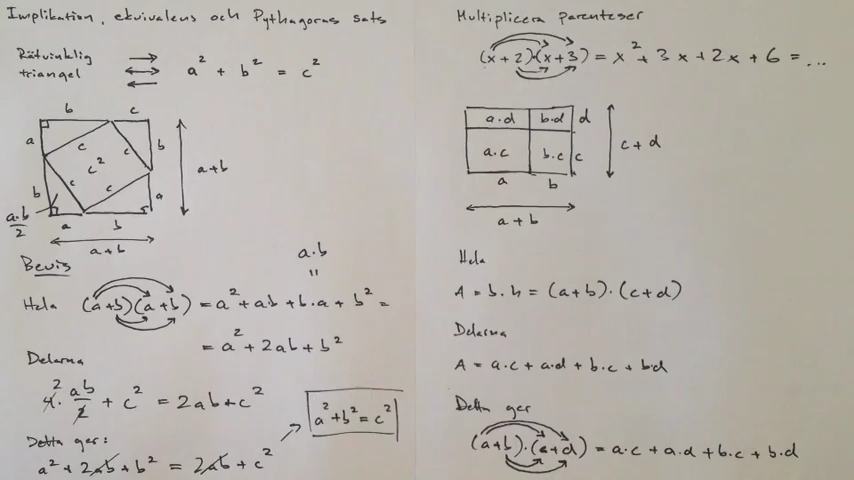 Implikation, ekvivalens och Pythagoras sats
Rätvinklig triangel ⟶ ⟷ ⟵ a² + b² = c²
b c
a c c b
c²
b c c a
a·b/2
a b
a+b
a+b
Bevis
a·b
=
Hela (a+b)(a+b) = a² + ab + b·a + b² =
= a² + 2ab + b²
Delarna
4· ab/2 + c² = 2ab + c²
2
Detta ger:
a² + 2ab + b² = 2ab + c²
→ a² + b² = c²
Multiplicera parenteser
(x+2)·(x+3) = x² + 3x + 2x + 6 = ...
a·d b·d d
a·c b·c c
a b
c+d
a+b
Hela
A = b·h = (a+b)·(c+d)
Delarna
A = a·c + a·d + b·c + b·d
Detta ger
(a+b)·(c+d) = a·c + a·d + b·c + b·d